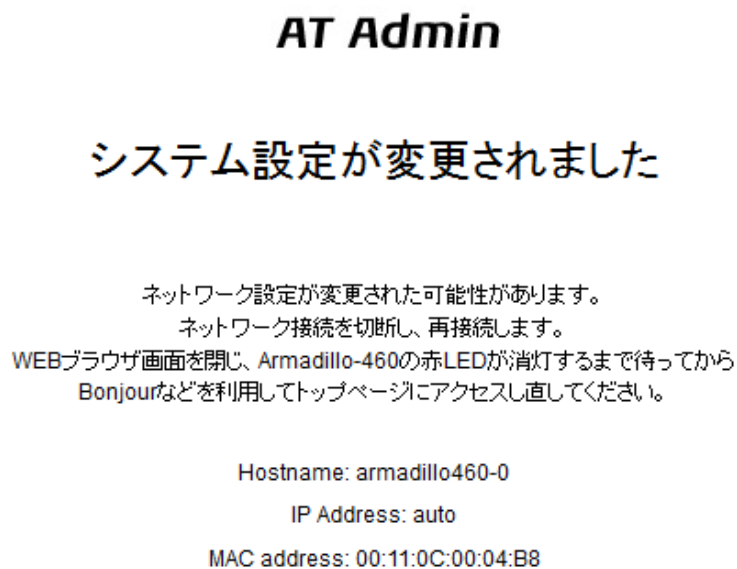 AT Admin
システム設定が変更されました
ネットワーク設定が変更された可能性があります。
ネットワーク接続を切断し、再接続します。
WEBブラウザ画面を閉じ、Armadillo-460の赤LEDが消灯するまで待ってから
Bonjourなどを利用してトップページにアクセスし直してください。
Hostname: armadillo460-0
IP Address: auto
MAC address: 00:11:0C:00:04:B8